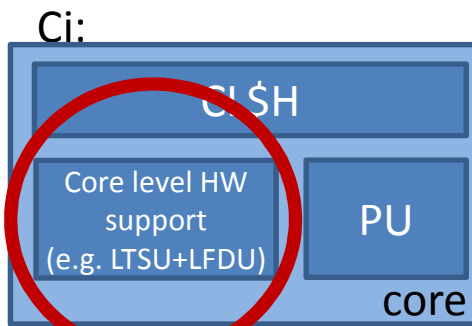 Ci:
CL$H
Core level HW
support
(e.g. LTSU+LFDU)
PU
core